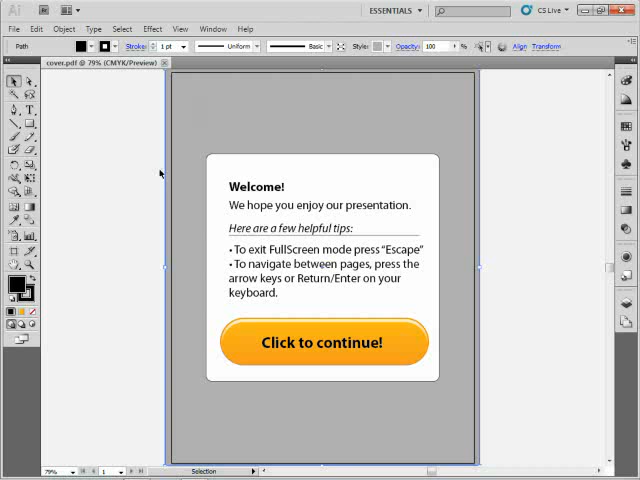 Ai
Br
ESSENTIALS
CS Live
File Edit Object Type Select Effect View Window Help
Path
Stroke:
1 pt
Uniform
Basic
Style:
Opacity:
100
%
Align
Transform
cover.pdf @ 79% (CMYK/Preview)
Welcome!
We hope you enjoy our presentation.
Here are a few helpful tips:
• To exit FullScreen mode press “Escape”
• To navigate between pages, press the
arrow keys or Return/Enter on your
keyboard.
Click to continue!
79%
1
Selection